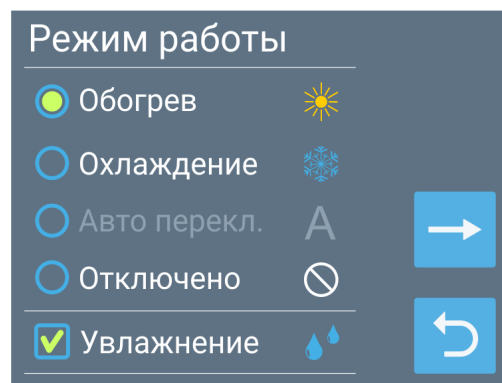 Режим работы
Обогрев
Охлаждение
Авто перекл. A
Отключено
Увлажнение